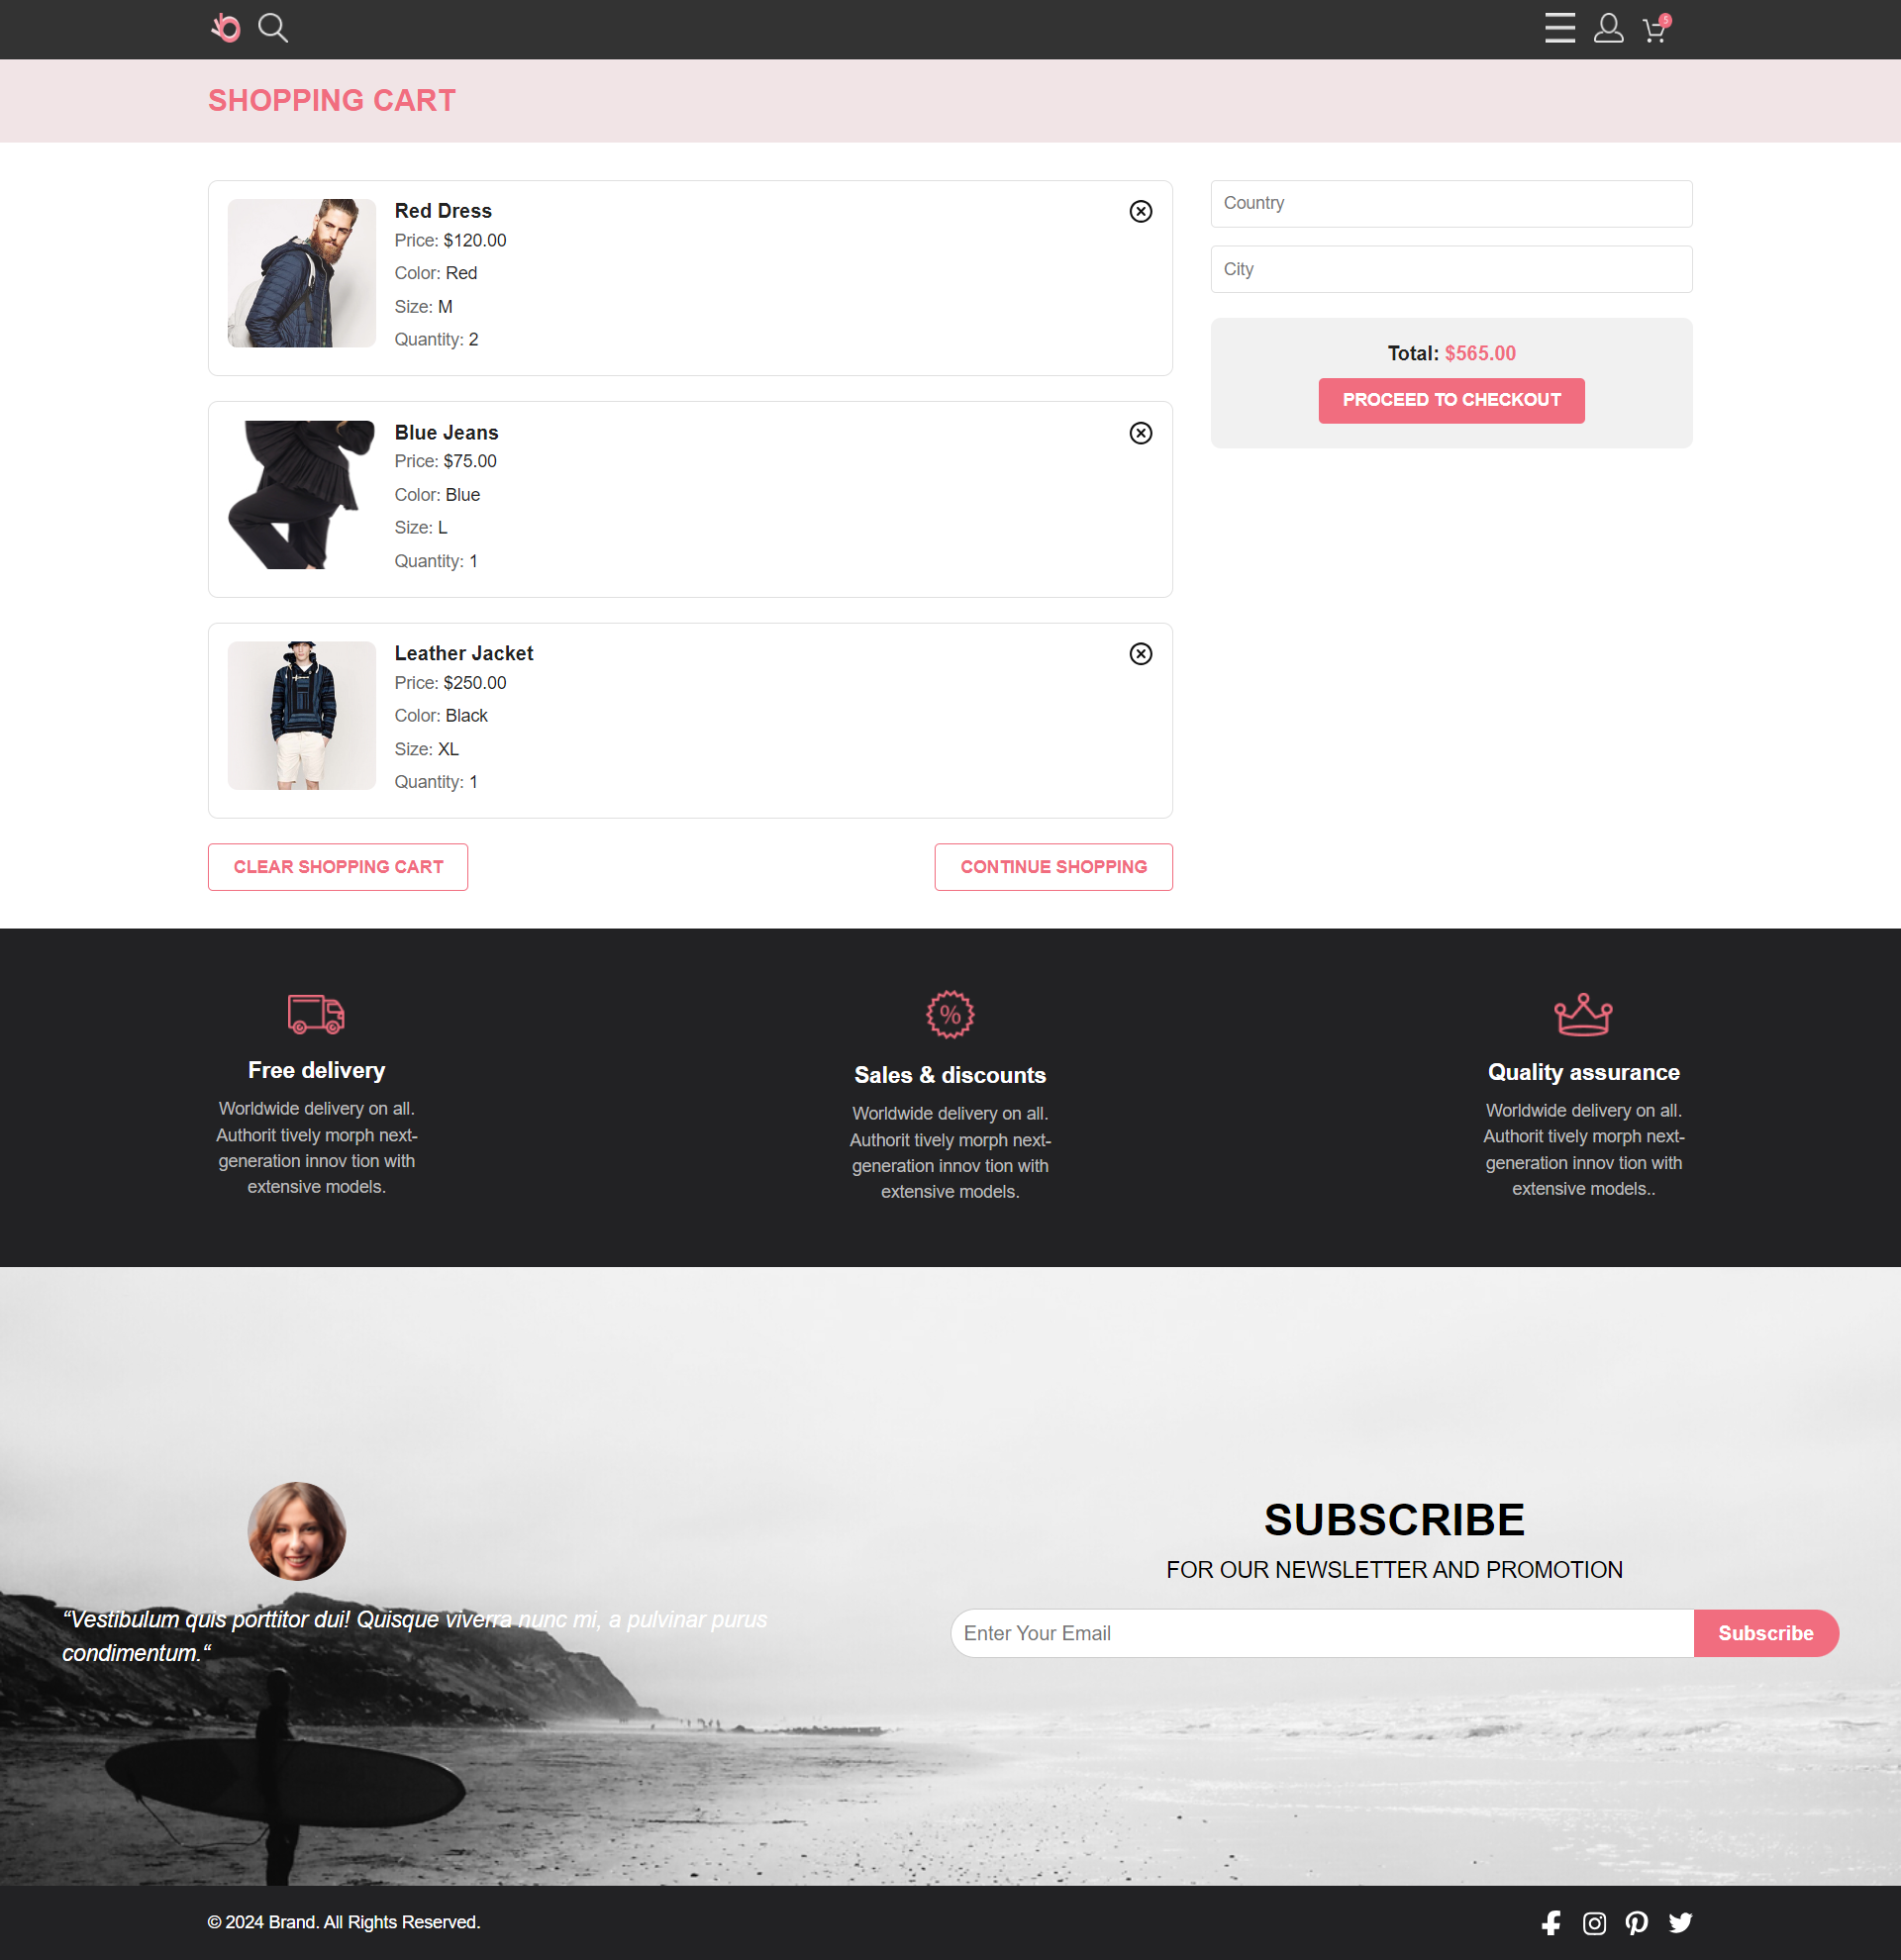 5
SHOPPING CART
Red Dress
Price: $120.00
Color: Red
Size: M
Quantity: 2
Blue Jeans
Price: $75.00
Color: Blue
Size: L
Quantity: 1
Leather Jacket
Price: $250.00
Color: Black
Size: XL
Quantity: 1
CLEAR SHOPPING CART
CONTINUE SHOPPING
Country
City
Total: $565.00
PROCEED TO CHECKOUT
Free delivery
Worldwide delivery on all.
Authorit tively morph next-
generation innov tion with
extensive models.
%
Sales & discounts
Worldwide delivery on all.
Authorit tively morph next-
generation innov tion with
extensive models.
Quality assurance
Worldwide delivery on all.
Authorit tively morph next-
generation innov tion with
extensive models..
“Vestibulum quis porttitor dui! Quisque viverra nunc mi, a pulvinar purus
condimentum.“
SUBSCRIBE
FOR OUR NEWSLETTER AND PROMOTION
Enter Your Email
Subscribe
© 2024 Brand. All Rights Reserved.